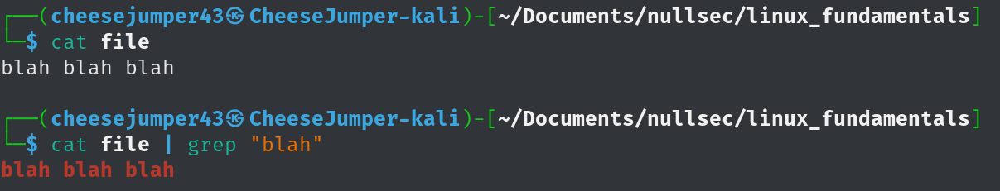 ┌──(cheesejumper43㉿CheeseJumper-kali)-[~/Documents/nullsec/linux_fundamentals]
└─$ cat file
blah blah blah
┌──(cheesejumper43㉿CheeseJumper-kali)-[~/Documents/nullsec/linux_fundamentals]
└─$ cat file | grep "blah"
blah blah blah